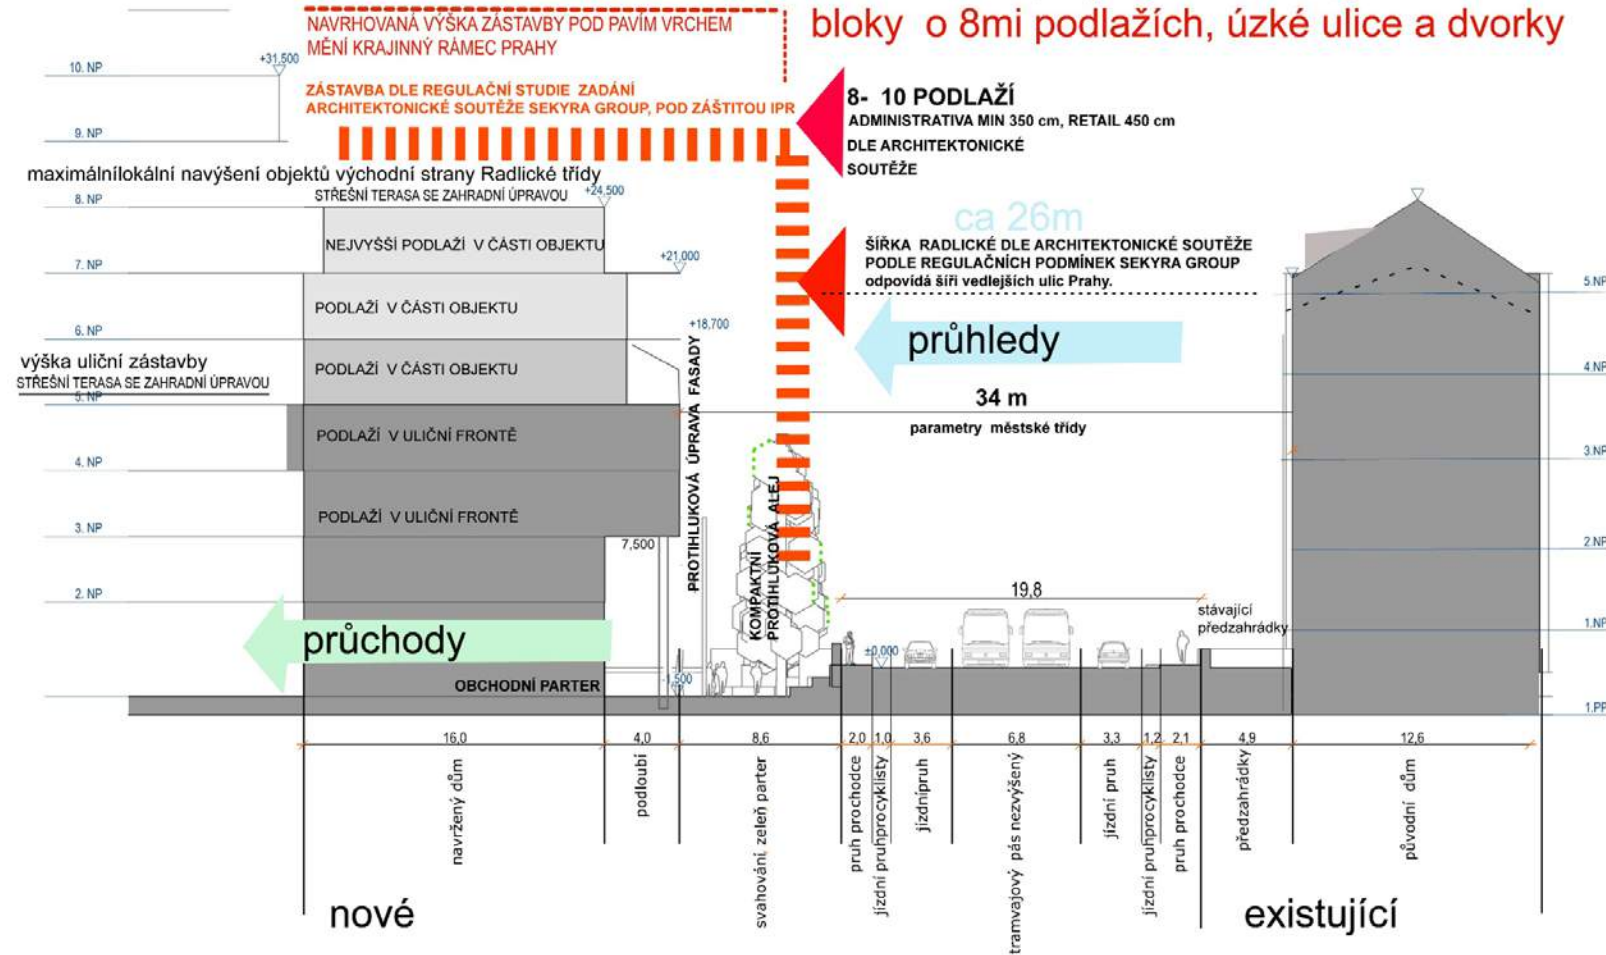 NAVRHOVANÁ VÝŠKA ZÁSTAVBY POD PAVÍM VRCHEM
MĚNÍ KRAJINNÝ RÁMEC PRAHY
bloky o 8mi podlažích, úzké ulice a dvorky
10. NP
+31,500
ZÁSTAVBA DLE REGULAČNÍ STUDIE ZADÁNÍ
ARCHITEKTONICKÉ SOUTĚŽE SEKYRA GROUP, POD ZÁŠTITOU IPR
8- 10 PODLAŽÍ
ADMINISTRATIVA MIN 350 cm, RETAIL 450 cm
DLE ARCHITEKTONICKÉ
SOUTĚŽE
9. NP
maximálnílokální navýšení objektů východní strany Radlické třídy
STŘEŠNÍ TERASA SE ZAHRADNÍ ÚPRAVOU
+24,500
8. NP
ca 26m
NEJVYŠŠÍ PODLAŽÍ V ČÁSTI OBJEKTU
ŠÍŘKA RADLICKÉ DLE ARCHITEKTONICKÉ SOUTĚŽE
PODLE REGULAČNÍCH PODMÍNEK SEKYRA GROUP
odpovídá šíři vedlejších ulic Prahy.
+21,000
7. NP
5.NP
PODLAŽÍ V ČÁSTI OBJEKTU
+18,700
6. NP
průhledy
výška uliční zástavby
STŘEŠNÍ TERASA SE ZAHRADNÍ ÚPRAVOU
PODLAŽÍ V ČÁSTI OBJEKTU
4.NP
5. NP
34 m
parametry městské třídy
PODLAŽÍ V ULIČNÍ FRONTĚ
3.NP
4. NP
PROTIHLUKOVÁ ÚPRAVA FASADY
KOMPAKTNÍ
PROTIHLUKOVÁ ALEJ
PODLAŽÍ V ULIČNÍ FRONTĚ
3. NP
7,500
2.NP
2. NP
19,8
stávající
předzahrádky
1.NP
průchody
±0,000
OBCHODNÍ PARTER
-1,500
1.PP
16,0
4,0
8,6
2,0
1,0
3,6
6,8
3,3
1,2
2,1
4,9
12,6
navržený dům
podloubí
svahování, zeleň parter
pruh prochodce
jízdní pruhprocyklisty
jízdnípruh
tramvajový pás nezvýšený
jízdní pruh
jízdní pruhprocyklisty
pruh prochodce
předzahrádky
původní dům
nové
existující